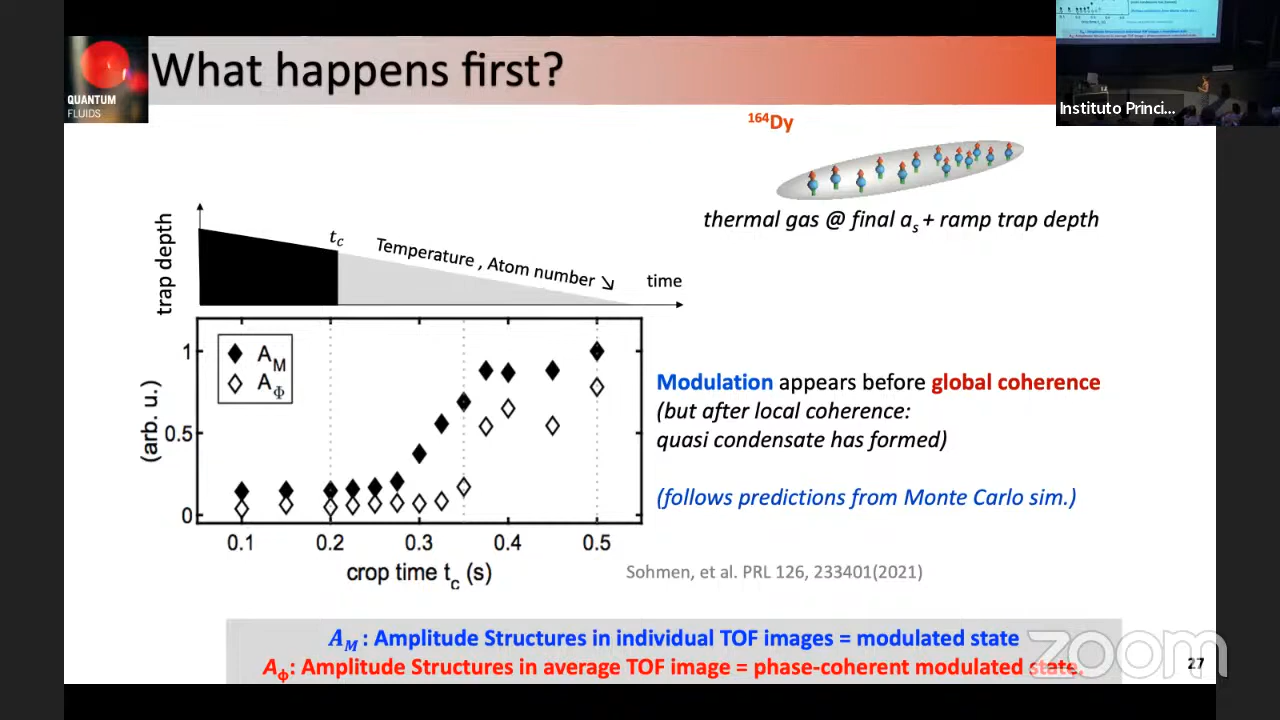 What happens first?
QUANTUM
FLUIDS
Instituto Princi...
164Dy
thermal gas @ final as + ramp trap depth
trap depth
tc
Temperature , Atom number ↘
time
1
0.5
0
(arb. u.)
AM
AΦ
0.1 0.2 0.3 0.4 0.5
crop time tc (s)
Modulation appears before global coherence
(but after local coherence:
quasi condensate has formed)
(follows predictions from Monte Carlo sim.)
Sohmen, et al. PRL 126, 233401(2021)
AM : Amplitude Structures in individual TOF images = modulated state
Aϕ: Amplitude Structures in average TOF image = phase-coherent modulated state.
zoom
27